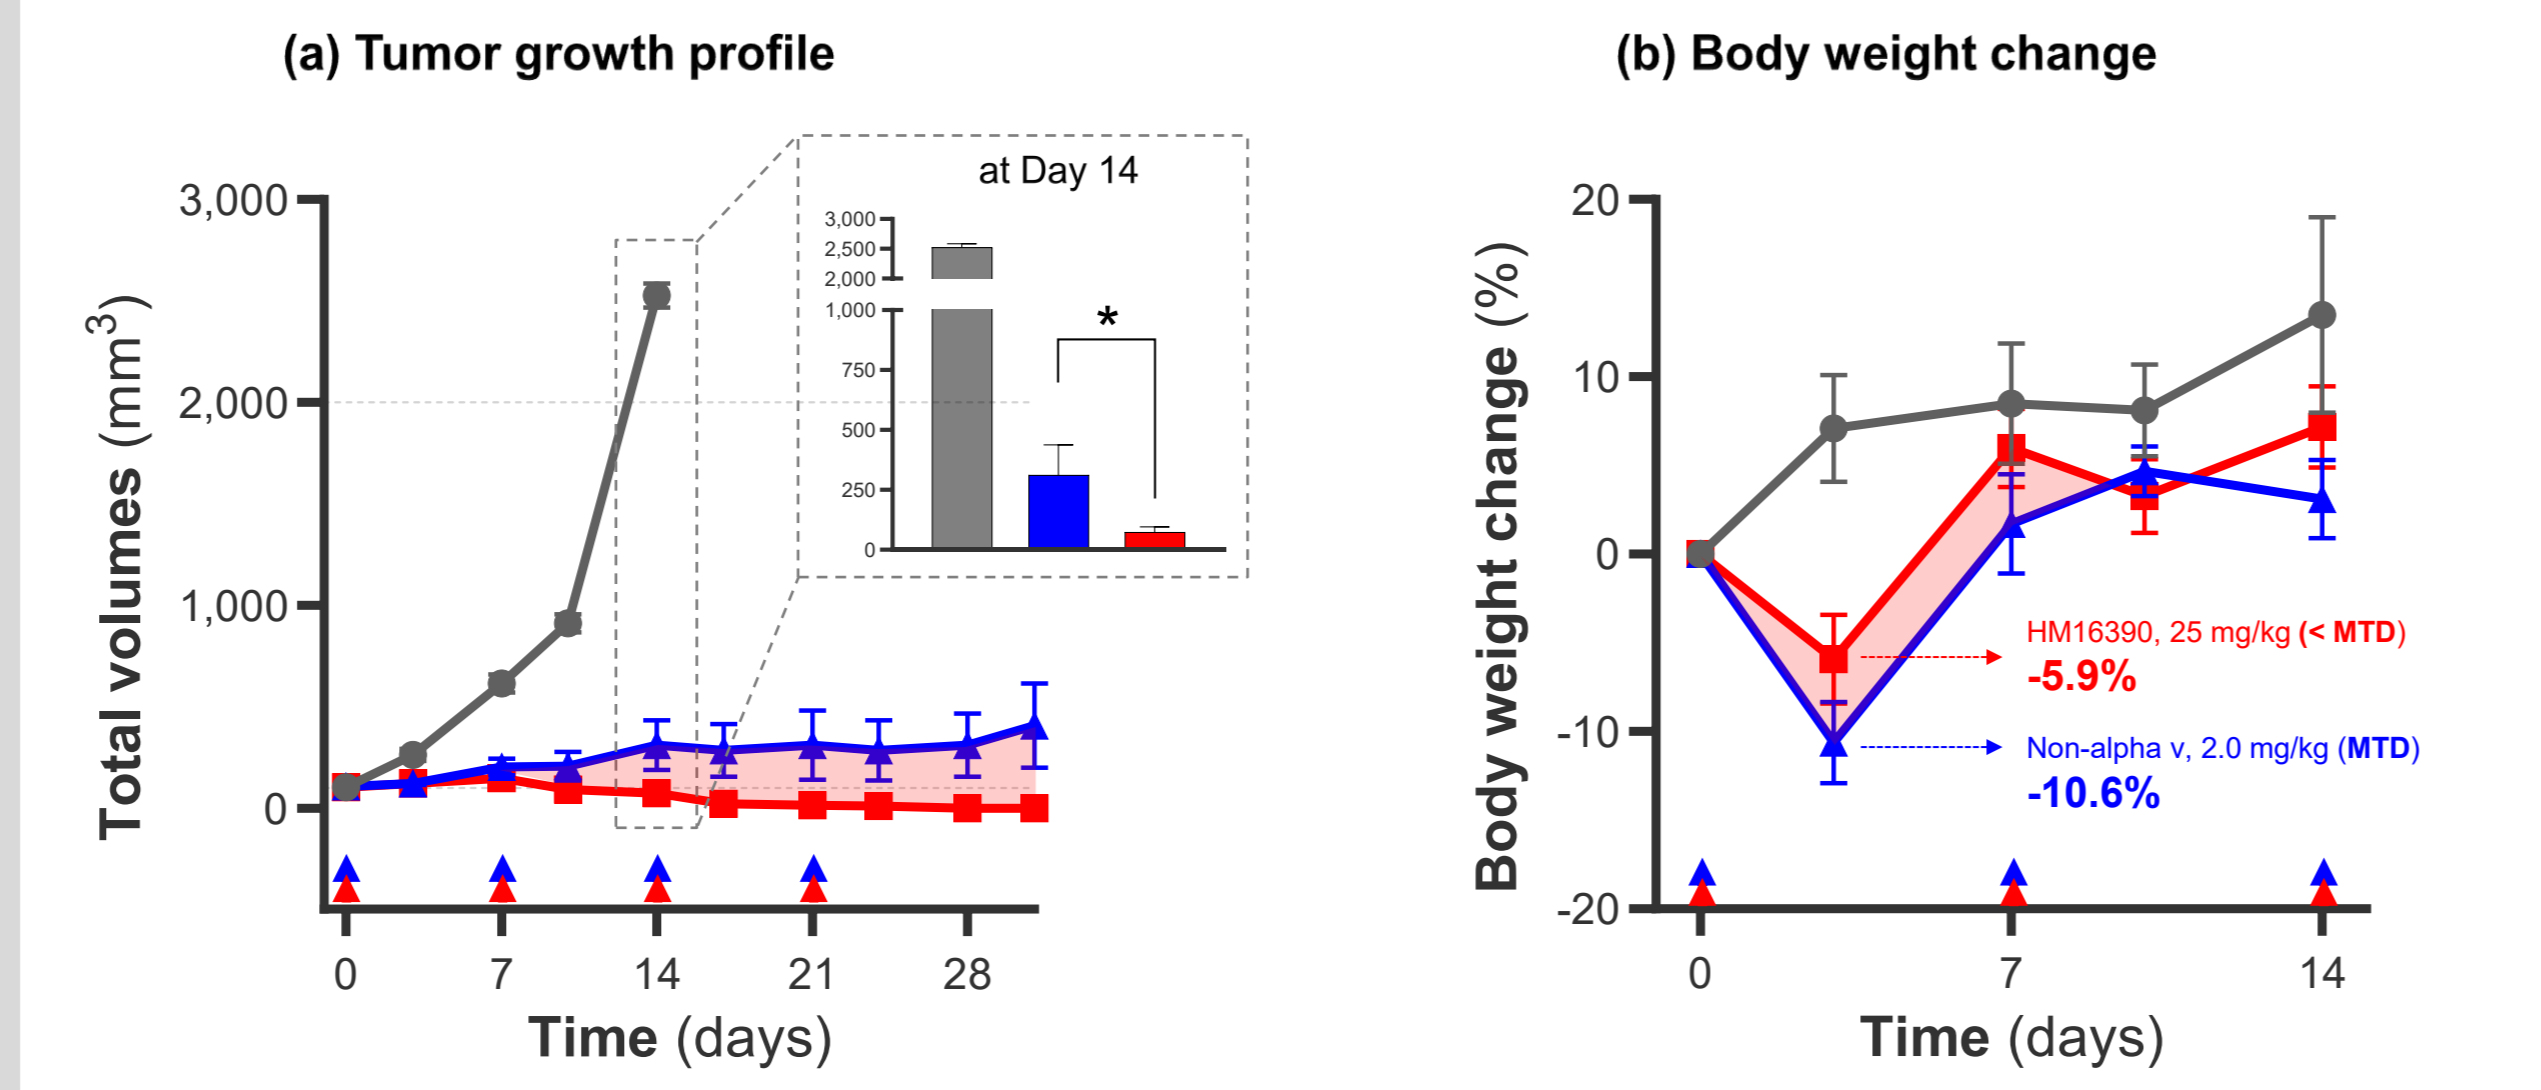 (a) Tumor growth profile
Total volumes (mm³)
3,000
2,000
1,000
0
at Day 14
3,000
2,500
2,000
1,000
750
500
250
0
*
0 7 14 21 28
Time (days)
(b) Body weight change
Body weight change (%)
20
10
0
-10
-20
HM16390, 25 mg/kg (< MTD)
-5.9%
Non-alpha v, 2.0 mg/kg (MTD)
-10.6%
0 7 14
Time (days)